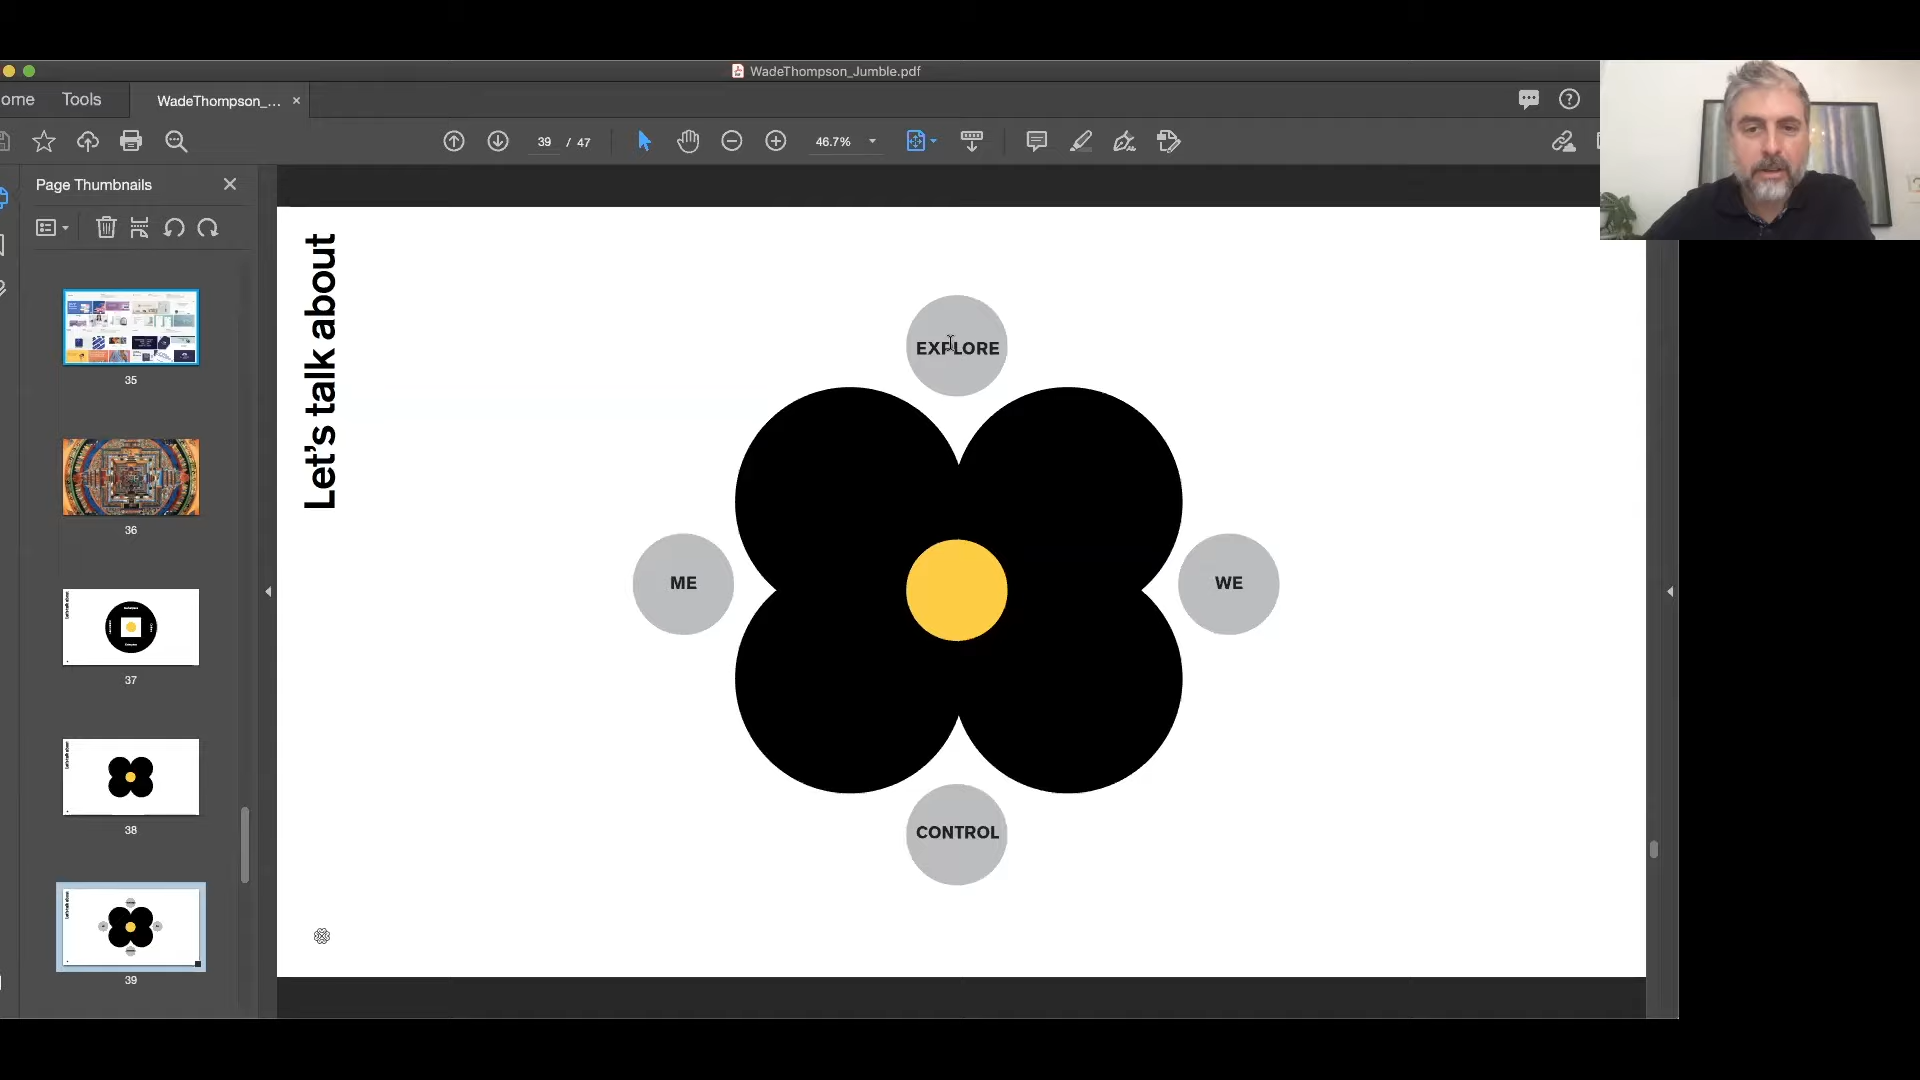 WadeThompson_Jumble.pdf
ome
Tools
WadeThompson_...
39 / 47
46.7%
Page Thumbnails
35
36
37
38
39
Let's talk about
EXPLORE
ME
WE
CONTROL